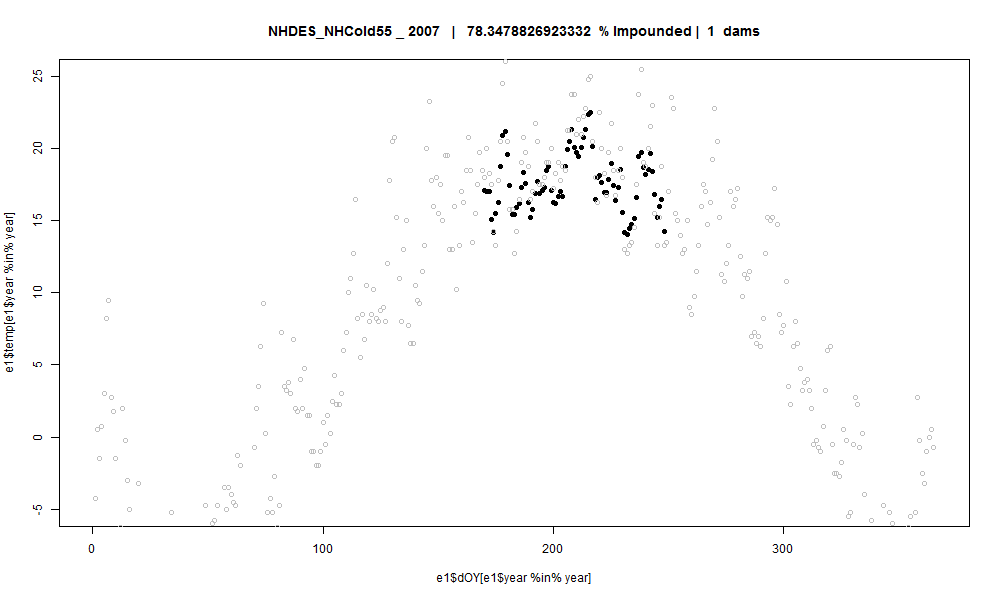 NHDES_NHCold55 _ 2007 | 78.3478826923332 % Impounded | 1 dams
e1$temp[e1$year %in% year]
25
20
15
10
5
0
-5
0 100 200 300
e1$dOY[e1$year %in% year]